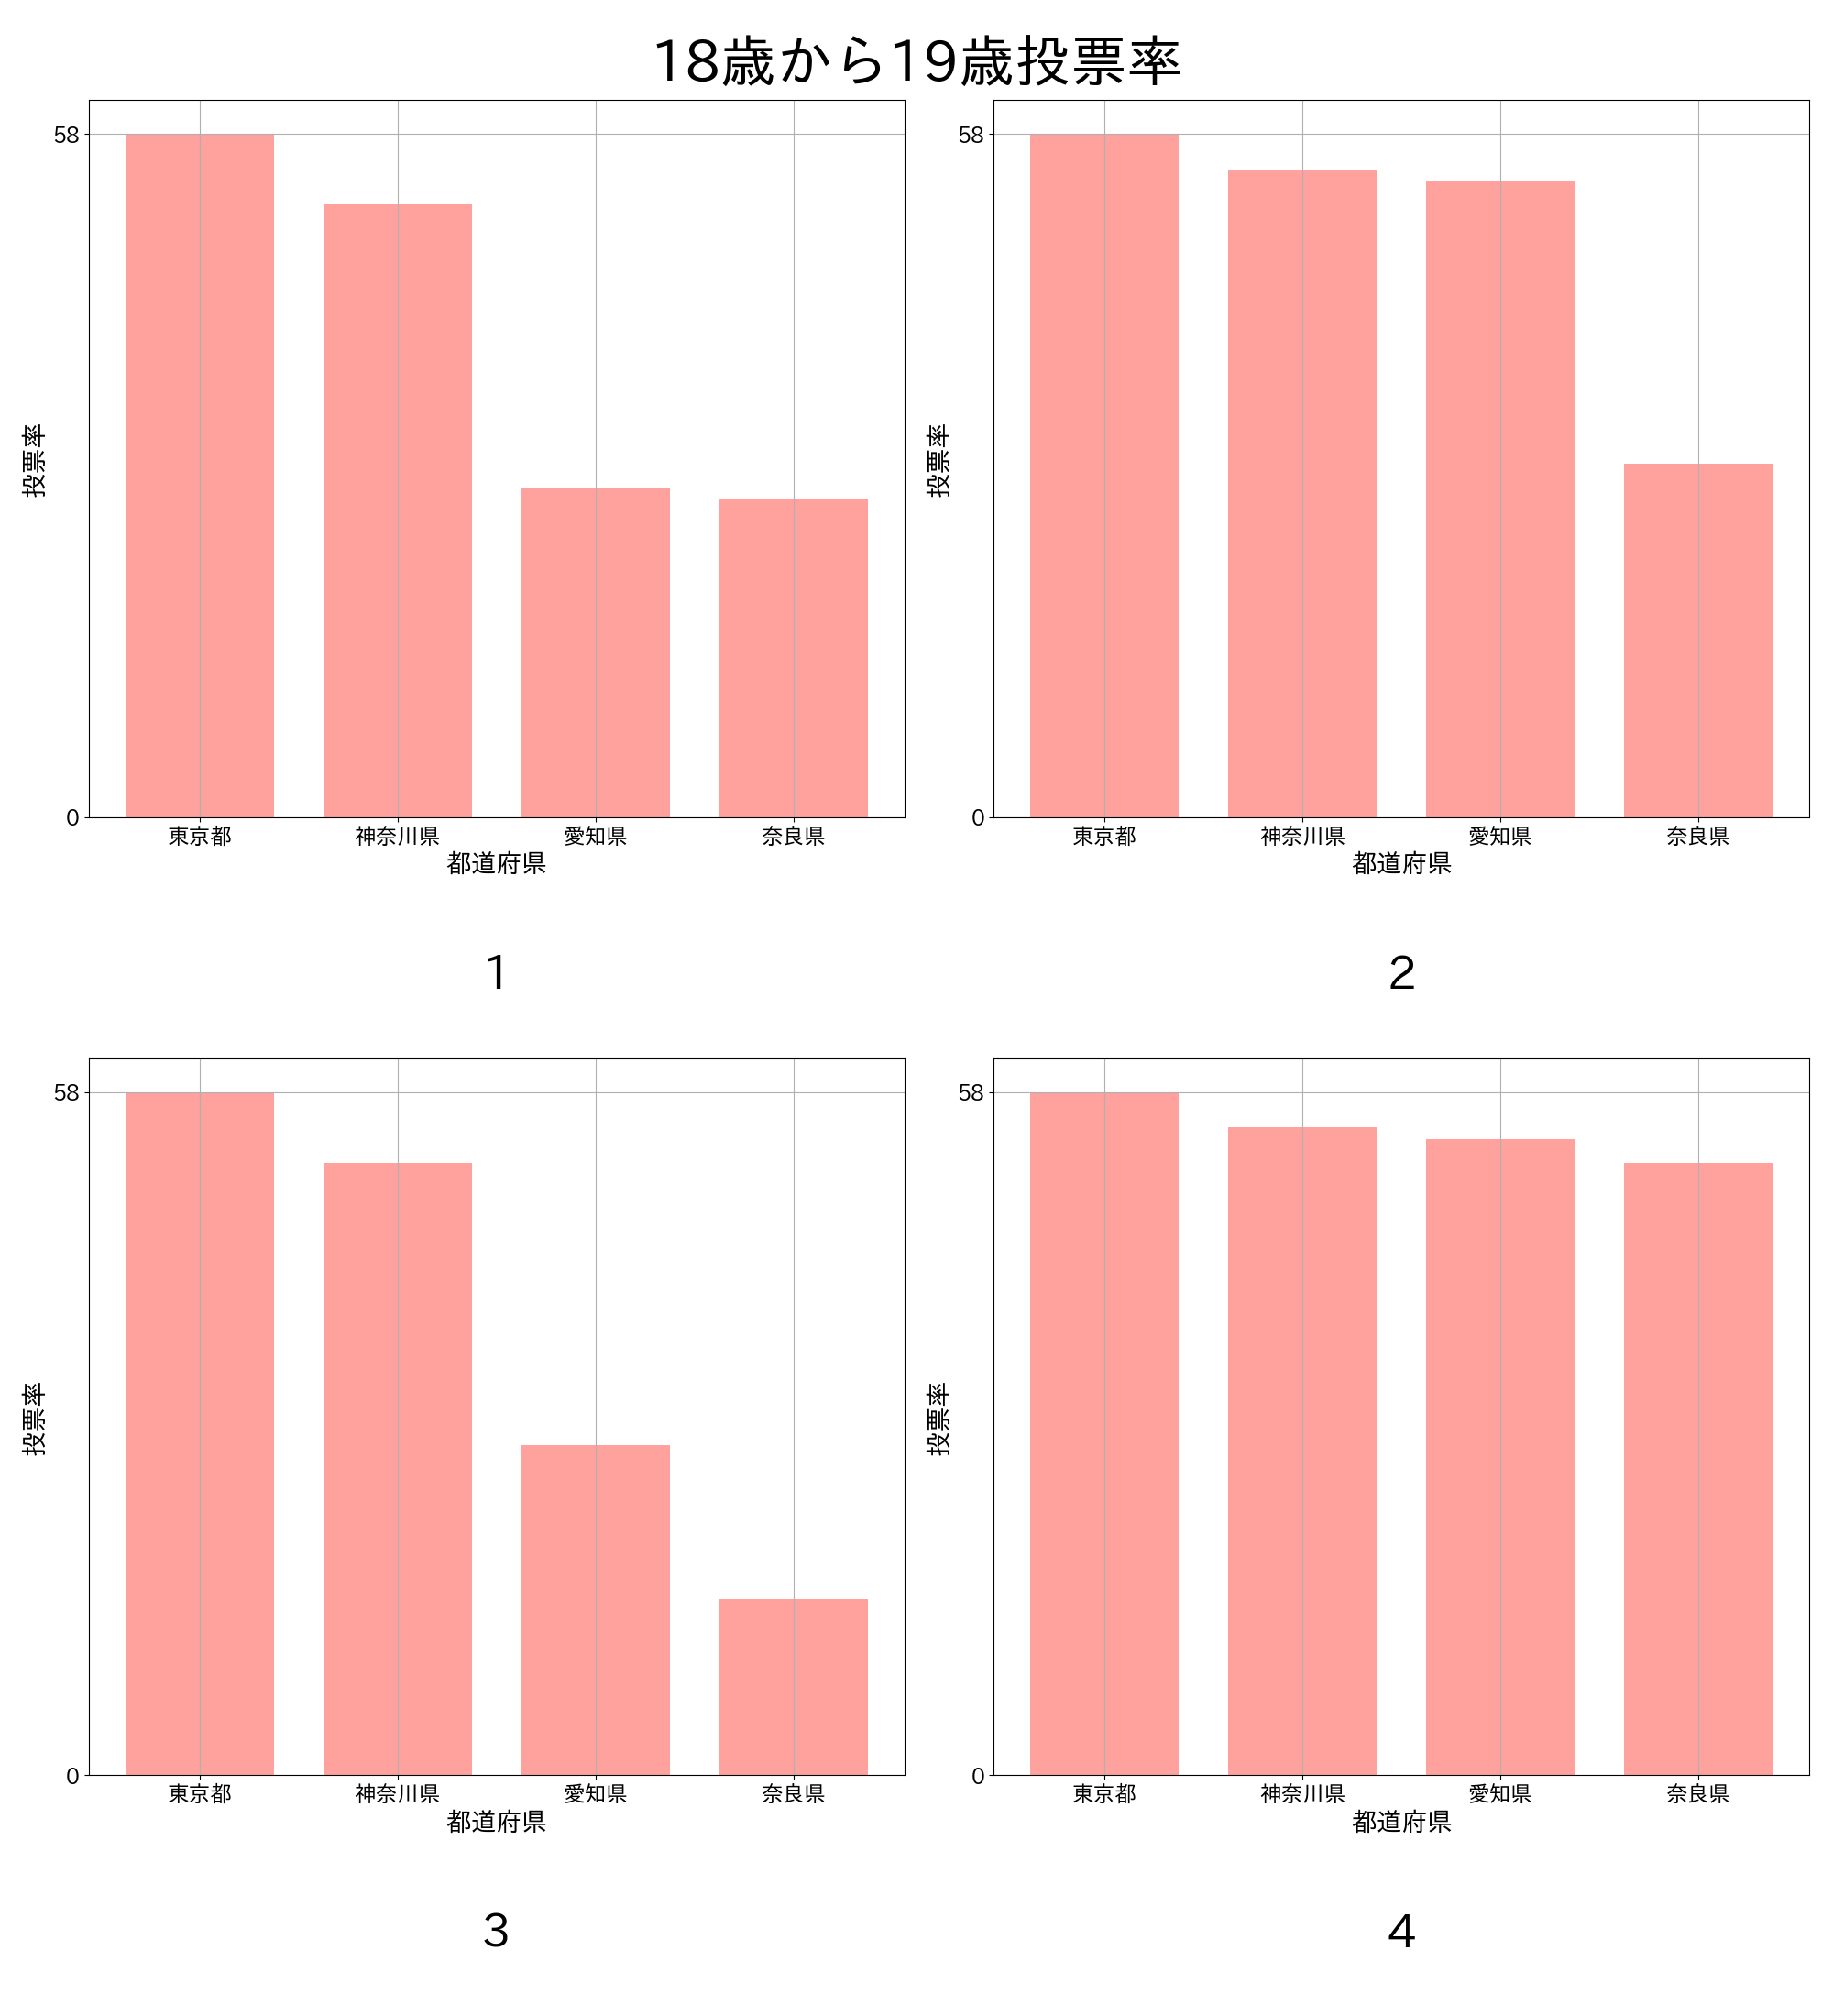 18歳から19歳投票率
58
0
投票率
東京都 神奈川県 愛知県 奈良県
都道府県
1
58
0
投票率
東京都 神奈川県 愛知県 奈良県
都道府県
2
58
0
投票率
東京都 神奈川県 愛知県 奈良県
都道府県
3
58
0
投票率
東京都 神奈川県 愛知県 奈良県
都道府県
4